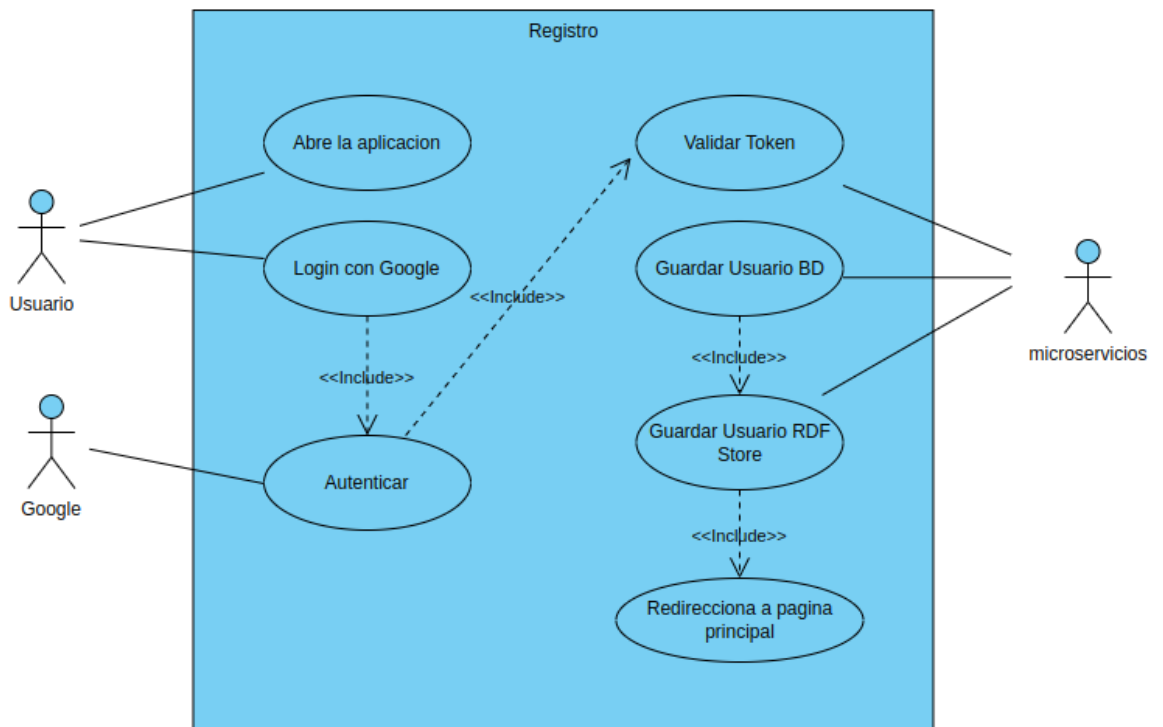 Registro
Abre la aplicacion
Validar Token
Usuario
Login con Google
Guardar Usuario BD
<<Include>>
microservicios
<<Include>>
<<Include>>
Google
Autenticar
Guardar Usuario RDF
Store
<<Include>>
Redirecciona a pagina
principal